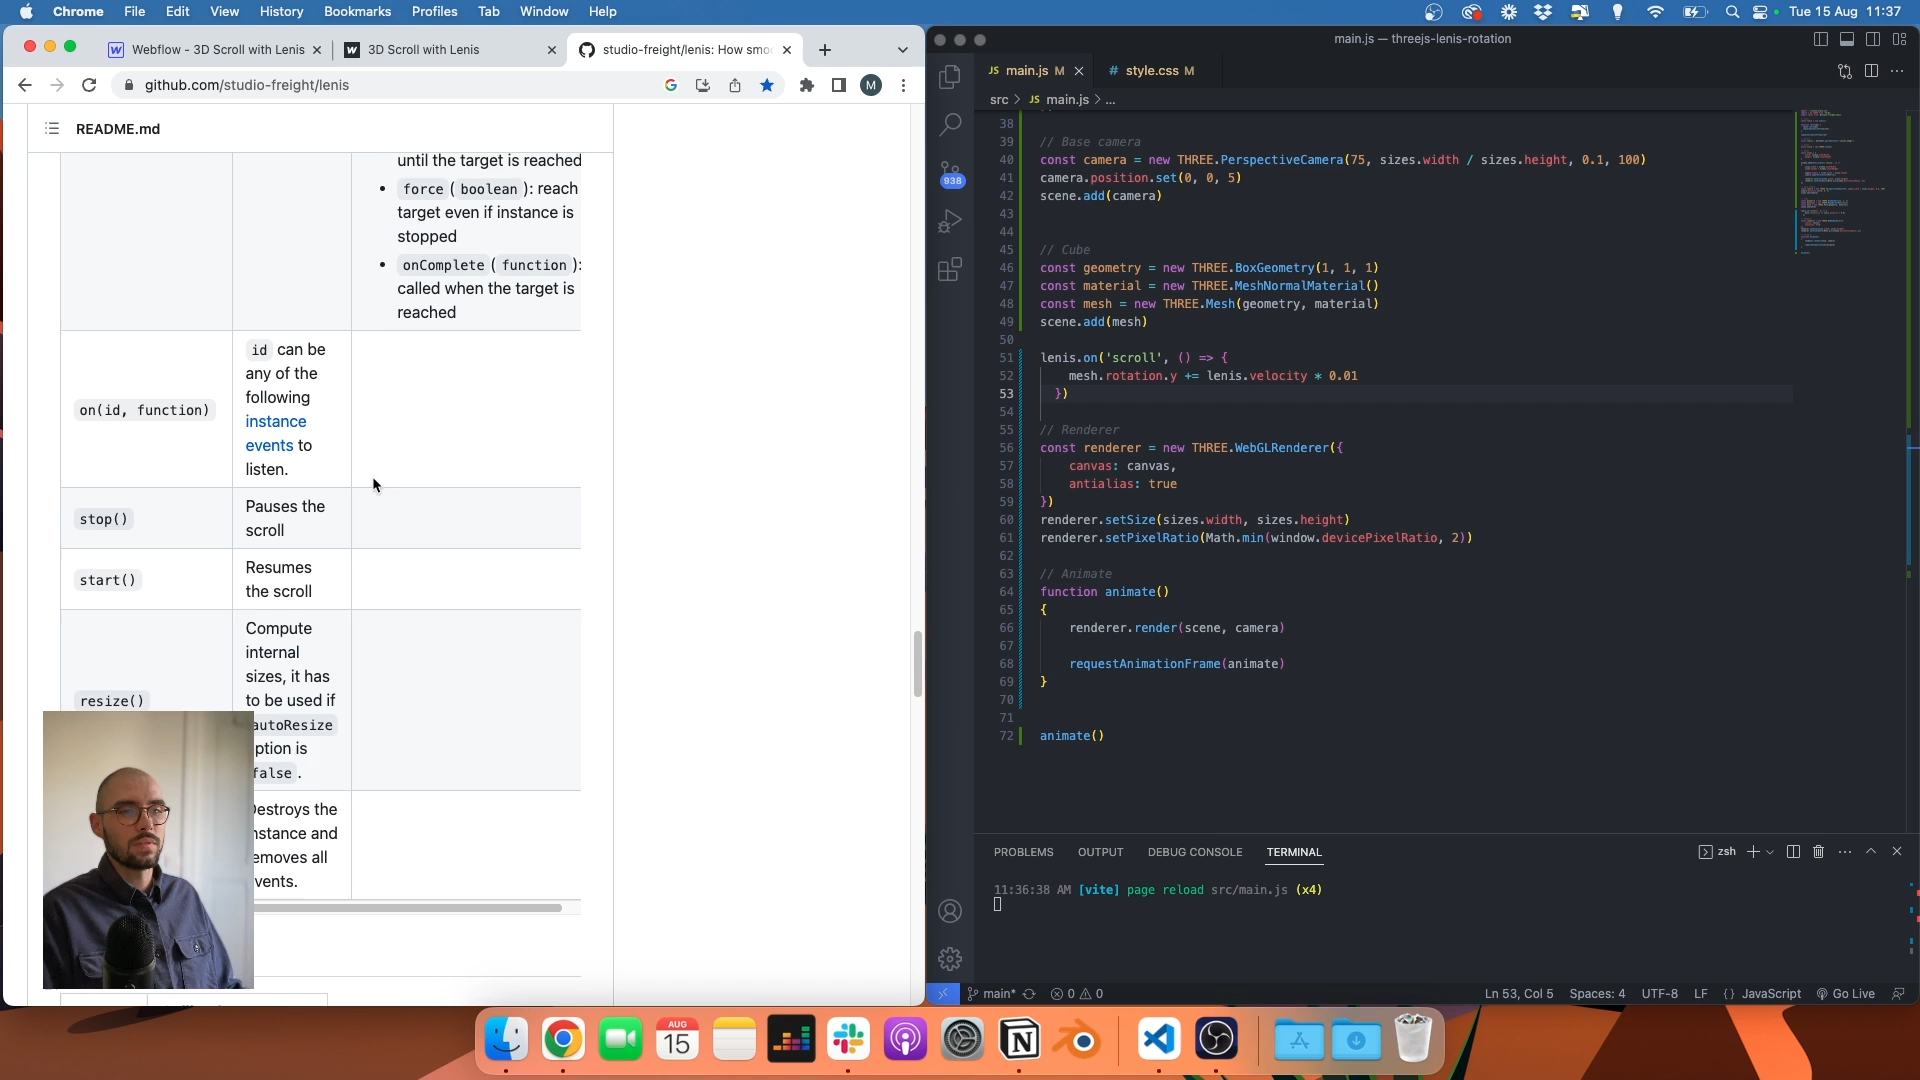 Chrome File Edit View History Bookmarks Profiles Tab Window Help
Tue 15 Aug 11:37
Webflow - 3D Scroll with Lenis
3D Scroll with Lenis
studio-freight/lenis: How smoo
github.com/studio-freight/lenis
M
README.md
until the target is reached
force ( boolean ): reach
target even if instance is
stopped
onComplete ( function ):
called when the target is
reached
on(id, function)
id can be
any of the
following
instance
events to
listen.
stop()
Pauses the
scroll
start()
Resumes
the scroll
resize()
Compute
internal
sizes, it has
to be used if
autoResize
ption is
false .
Destroys the
nstance and
emoves all
vents.
main.js — threejs-lenis-rotation
JS main.js M
# style.css M
src > JS main.js > ...
938
38
39 // Base camera
40 const camera = new THREE.PerspectiveCamera(75, sizes.width / sizes.height, 0.1, 100)
41 camera.position.set(0, 0, 5)
42 scene.add(camera)
43
44
45 // Cube
46 const geometry = new THREE.BoxGeometry(1, 1, 1)
47 const material = new THREE.MeshNormalMaterial()
48 const mesh = new THREE.Mesh(geometry, material)
49 scene.add(mesh)
50
51 lenis.on('scroll', () => {
52 mesh.rotation.y += lenis.velocity * 0.01
53 })
54
55 // Renderer
56 const renderer = new THREE.WebGLRenderer({
57 canvas: canvas,
58 antialias: true
59 })
60 renderer.setSize(sizes.width, sizes.height)
61 renderer.setPixelRatio(Math.min(window.devicePixelRatio, 2))
62
63 // Animate
64 function animate()
65 {
66 renderer.render(scene, camera)
67
68 requestAnimationFrame(animate)
69 }
70
71
72 animate()
PROBLEMS OUTPUT DEBUG CONSOLE TERMINAL
zsh
11:36:38 AM [vite] page reload src/main.js (x4)
main* 0 0
Ln 53, Col 5 Spaces: 4 UTF-8 LF {} JavaScript Go Live
AUG
15